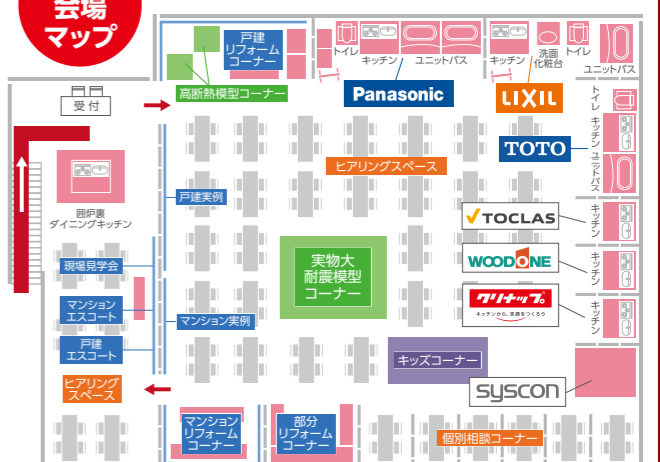 会場
マップ
受付
囲炉裏
ダイニングキッチン
戸建
リフォーム
コーナー
高断熱模型コーナー
トイレ
キッチン
ユニットバス
Panasonic
キッチン
洗面
化粧台
トイレ
ユニットバス
LIXIL
トイレ
キッチン
ユニットバス
TOTO
ヒアリングスペース
戸建実例
TOCLAS
キッチン
現場見学会
実物大
耐震模型
コーナー
WOODONE
キッチン
マンション
エスコート
マンション実例
クリナップ。
キッチンから、笑顔をつくろう
キッチン
戸建
エスコート
キッズコーナー
ヒアリング
スペース
syscon
マンション
リフォーム
コーナー
部分
リフォーム
コーナー
個別相談コーナー